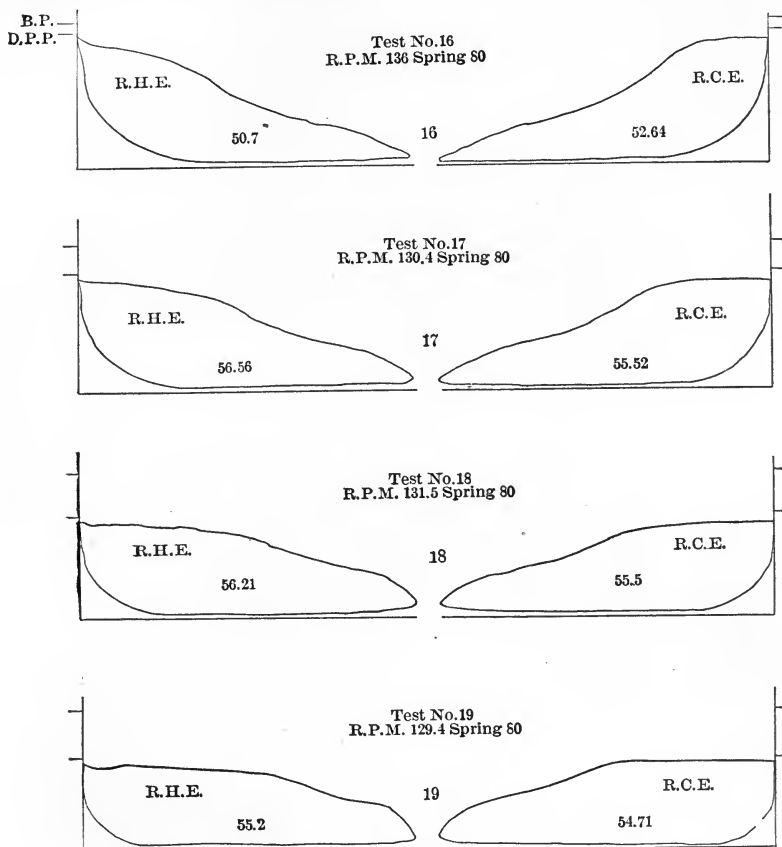 B.P.
D.P.P.
Test No.16
R.P.M. 136 Spring 80
R.H.E.
R.C.E.
50.7
16
52.64
Test No.17
R.P.M. 130.4 Spring 80
R.H.E.
R.C.E.
17
56.56
55.52
Test No.18
R.P.M. 131.5 Spring 80
R.H.E.
18
R.C.E.
56.21
55.5
Test No.19
R.P.M. 129.4 Spring 80
R.H.E.
19
R.C.E.
55.2
54.71